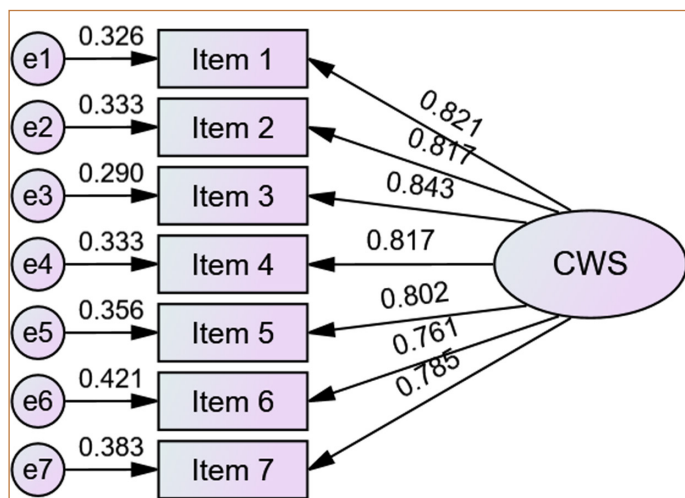 e1 0.326 Item 1
0.821
e2 0.333 Item 2
0.817
e3 0.290 Item 3
0.843
e4 0.333 Item 4
0.817
CWS
e5 0.356 Item 5
0.802
e6 0.421 Item 6
0.761
e7 0.383 Item 7
0.785